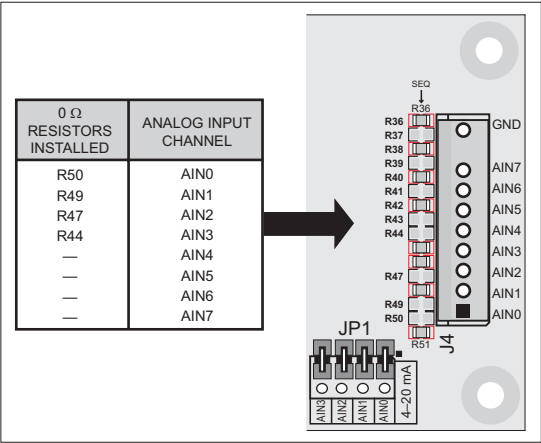 0 Ω
RESISTORS
INSTALLED
ANALOG INPUT
CHANNEL
R50 AIN0
R49 AIN1
R47 AIN2
R44 AIN3
— AIN4
— AIN5
— AIN6
— AIN7
SEQ
R36
R36
R37
R38
R39
R40
R41
R42
R43
R44
R47
R49
R50
R51
GND
AIN7
AIN6
AIN5
AIN4
AIN3
AIN2
AIN1
AIN0
J4
JP1
AIN3
AIN2
AIN1
AIN0
4–20 mA